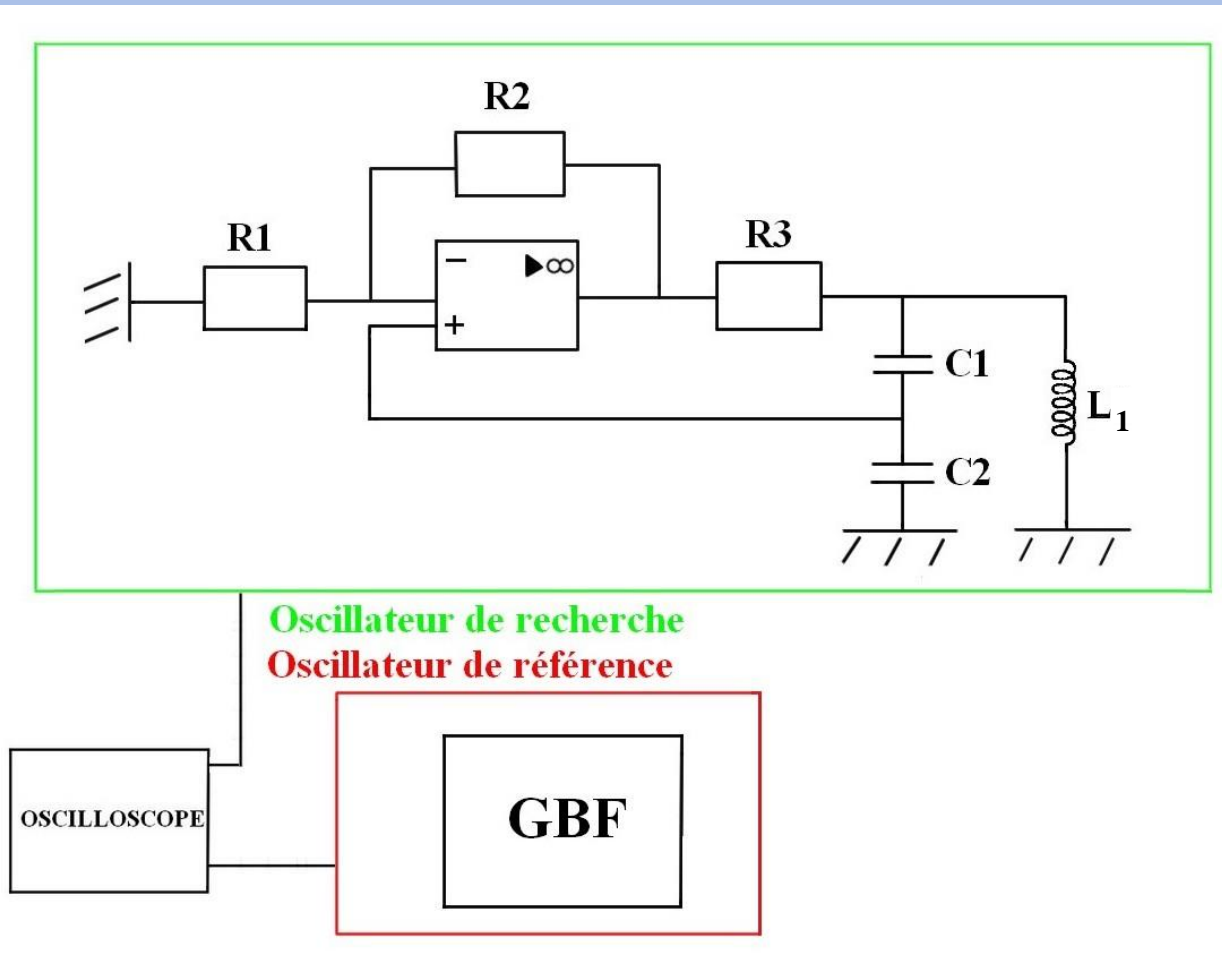 R2
R1
R3
− ▶∞
+
C1
L1
C2
Oscillateur de recherche
Oscillateur de référence
OSCILLOSCOPE
GBF